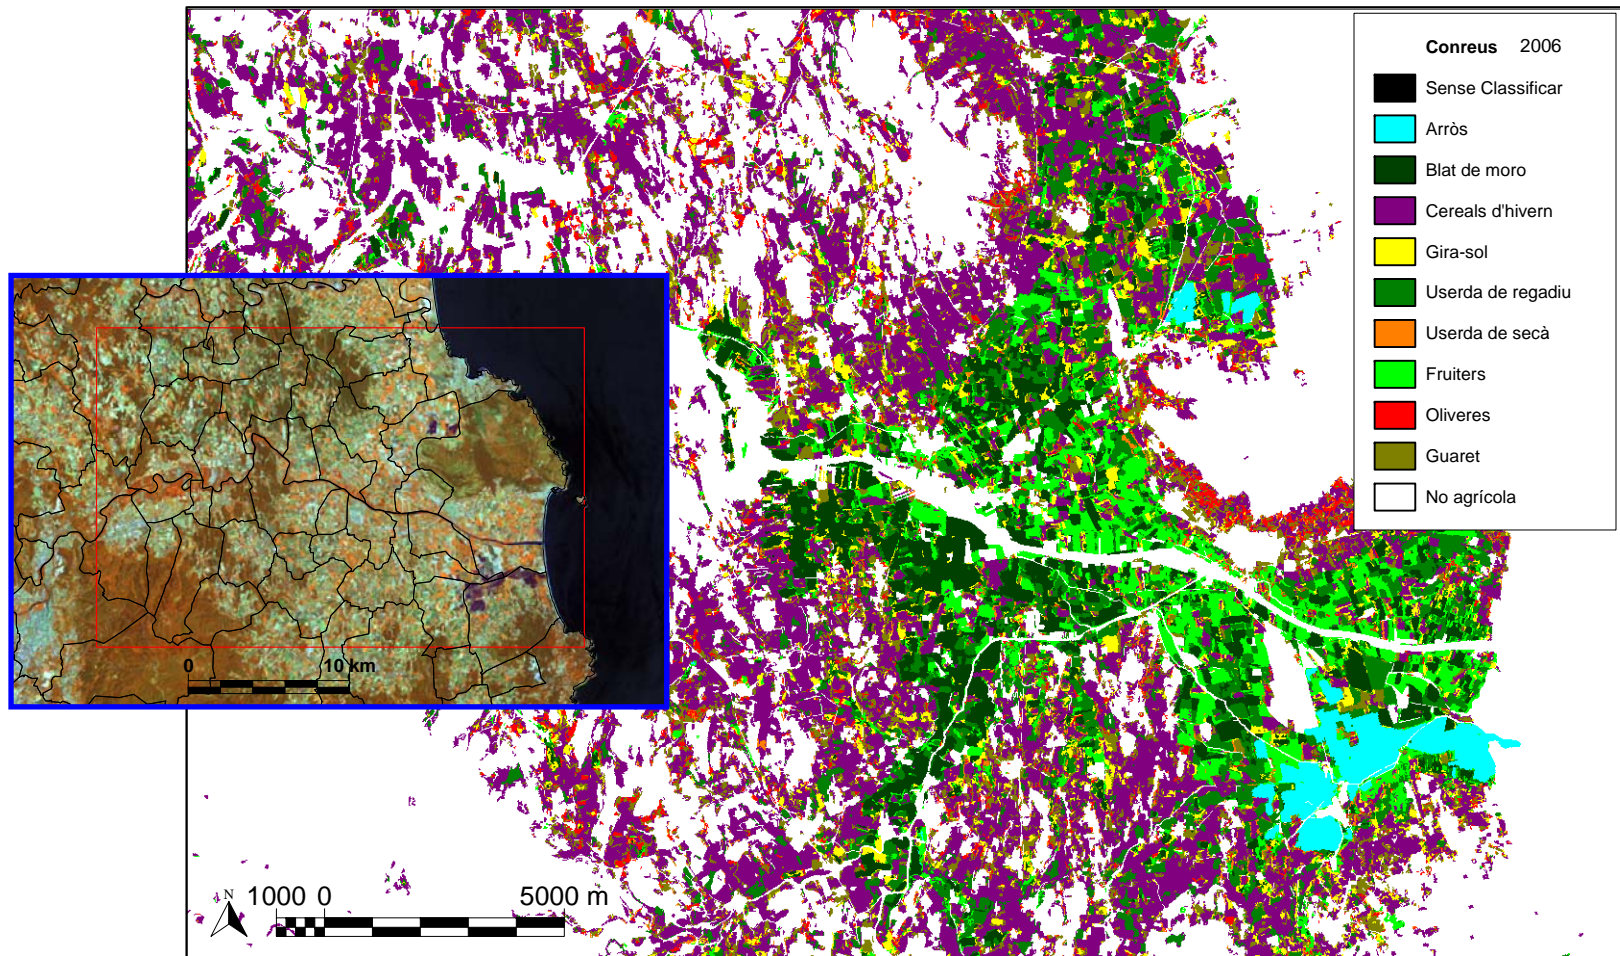 Conreus 2006
Sense Classificar
Arròs
Blat de moro
Cereals d'hivern
Gira-sol
Userda de regadiu
Userda de secà
Fruiters
Oliveres
Guaret
No agrícola
0 10 km
N
1000 0 5000 m